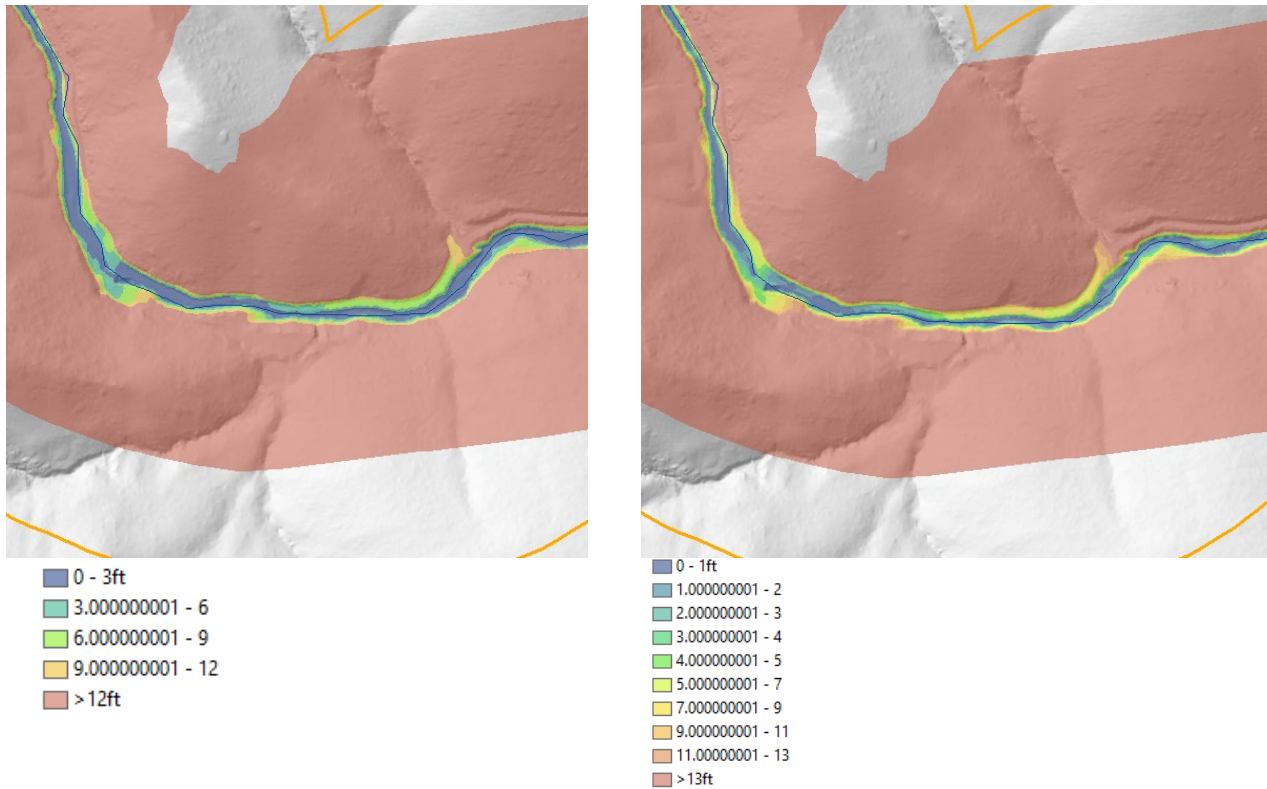 0 - 3ft
3.000000001 - 6
6.000000001 - 9
9.000000001 - 12
>12ft
0 - 1ft
1.000000001 - 2
2.000000001 - 3
3.000000001 - 4
4.000000001 - 5
5.000000001 - 7
7.000000001 - 9
9.000000001 - 11
11.00000001 - 13
>13ft